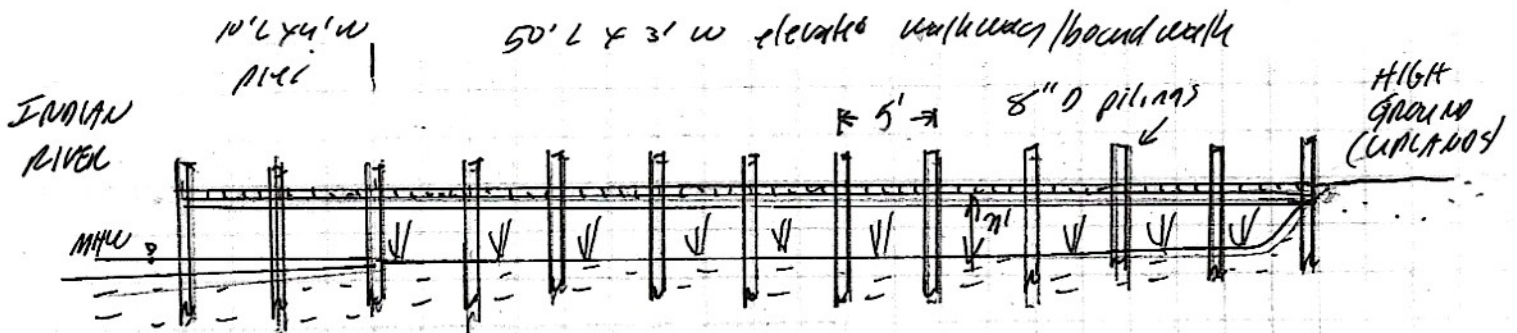 10'L x 4'W
pier
50' L x 3' W elevated walkway/boardwalk
INDIAN
RIVER
5'
8" D pilings
HIGH
GROUND
(UPLANDS)
MHW